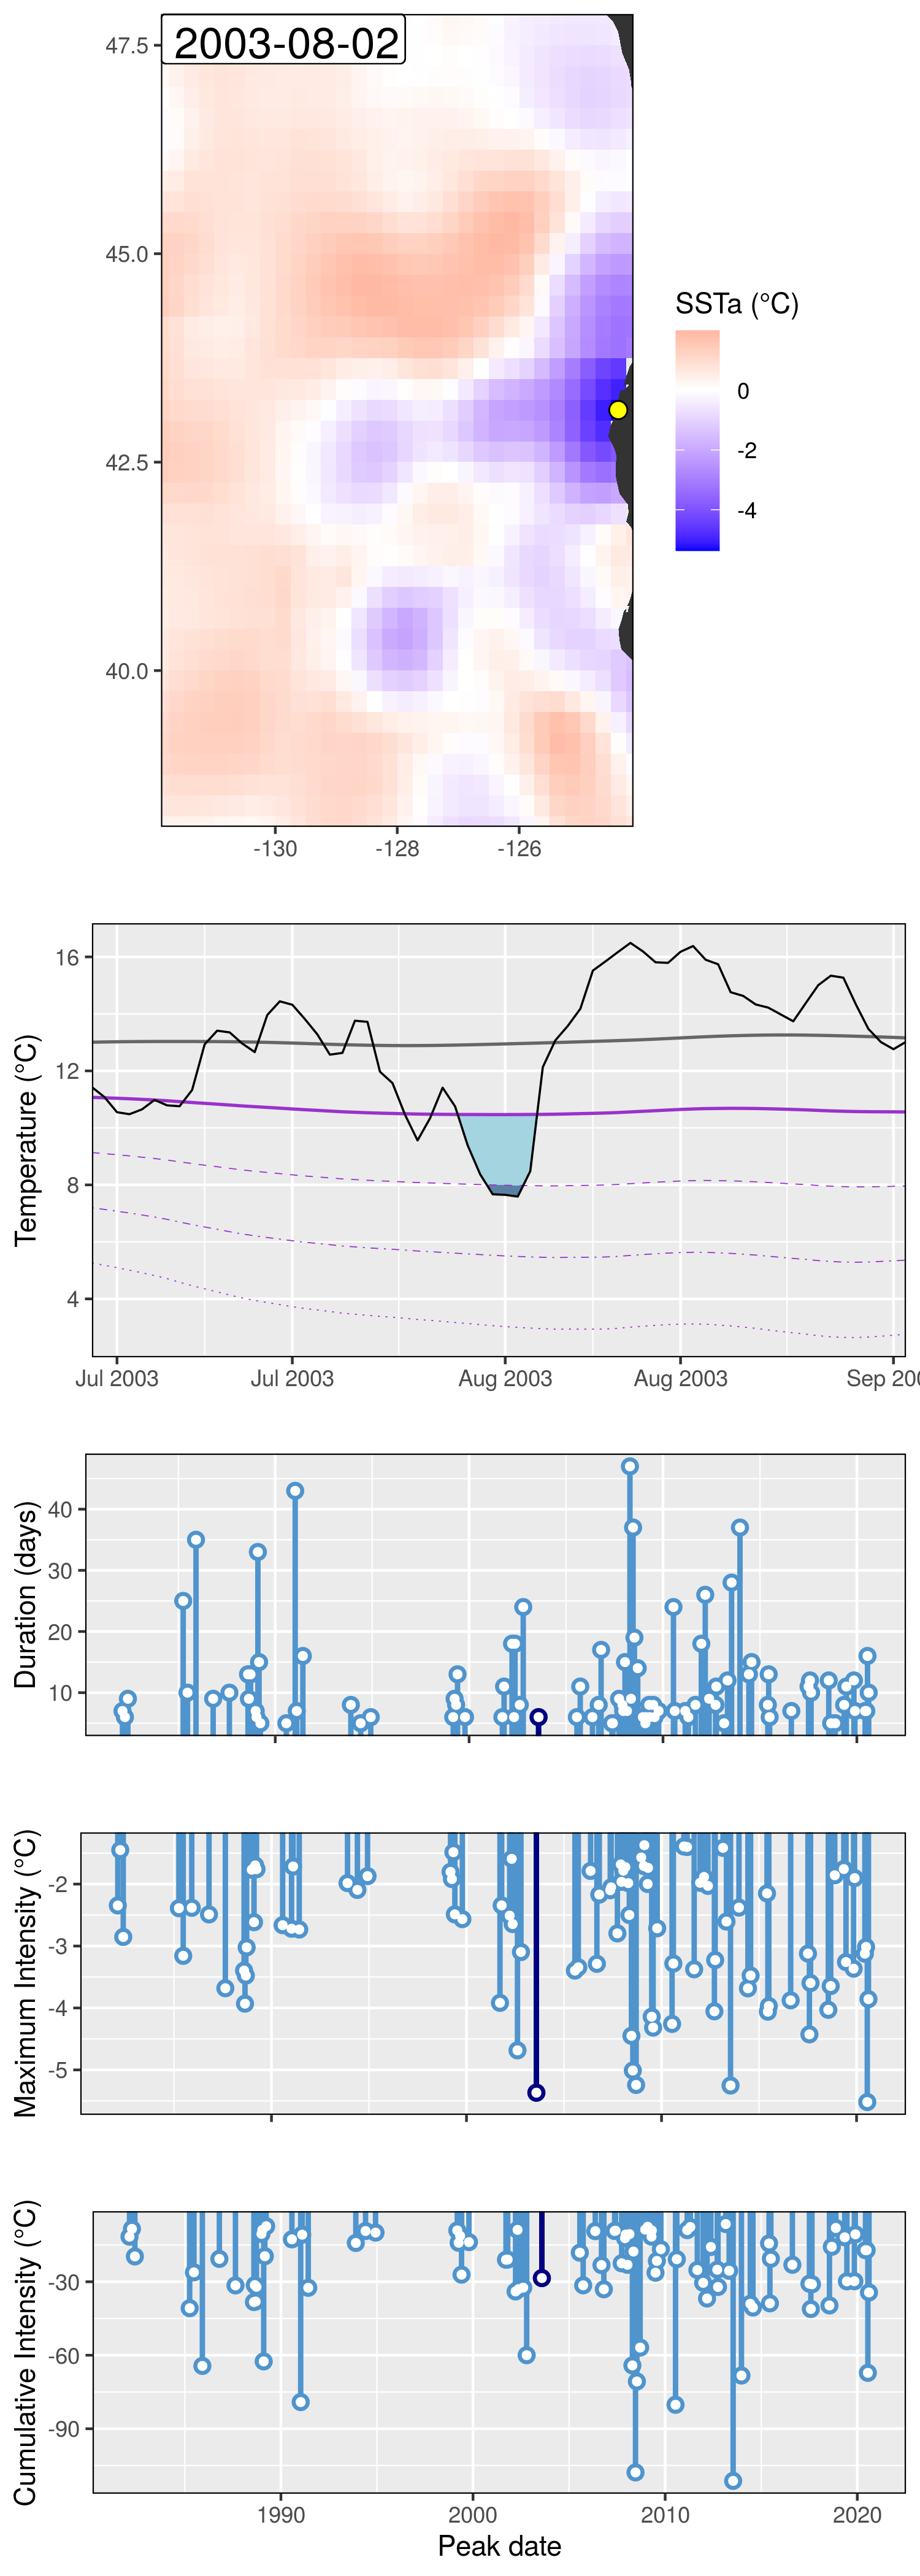 2003-08-02
47.5
45.0
42.5
40.0
-130 -128 -126
SSTa (°C)
0
-2
-4
Temperature (°C)
16
12
8
4
Jul 2003 Jul 2003 Aug 2003 Aug 2003 Sep 200
Duration (days)
40
30
20
10
Maximum Intensity (°C)
-2
-3
-4
-5
Cumulative Intensity (°C)
-30
-60
-90
1990 2000 2010 2020
Peak date